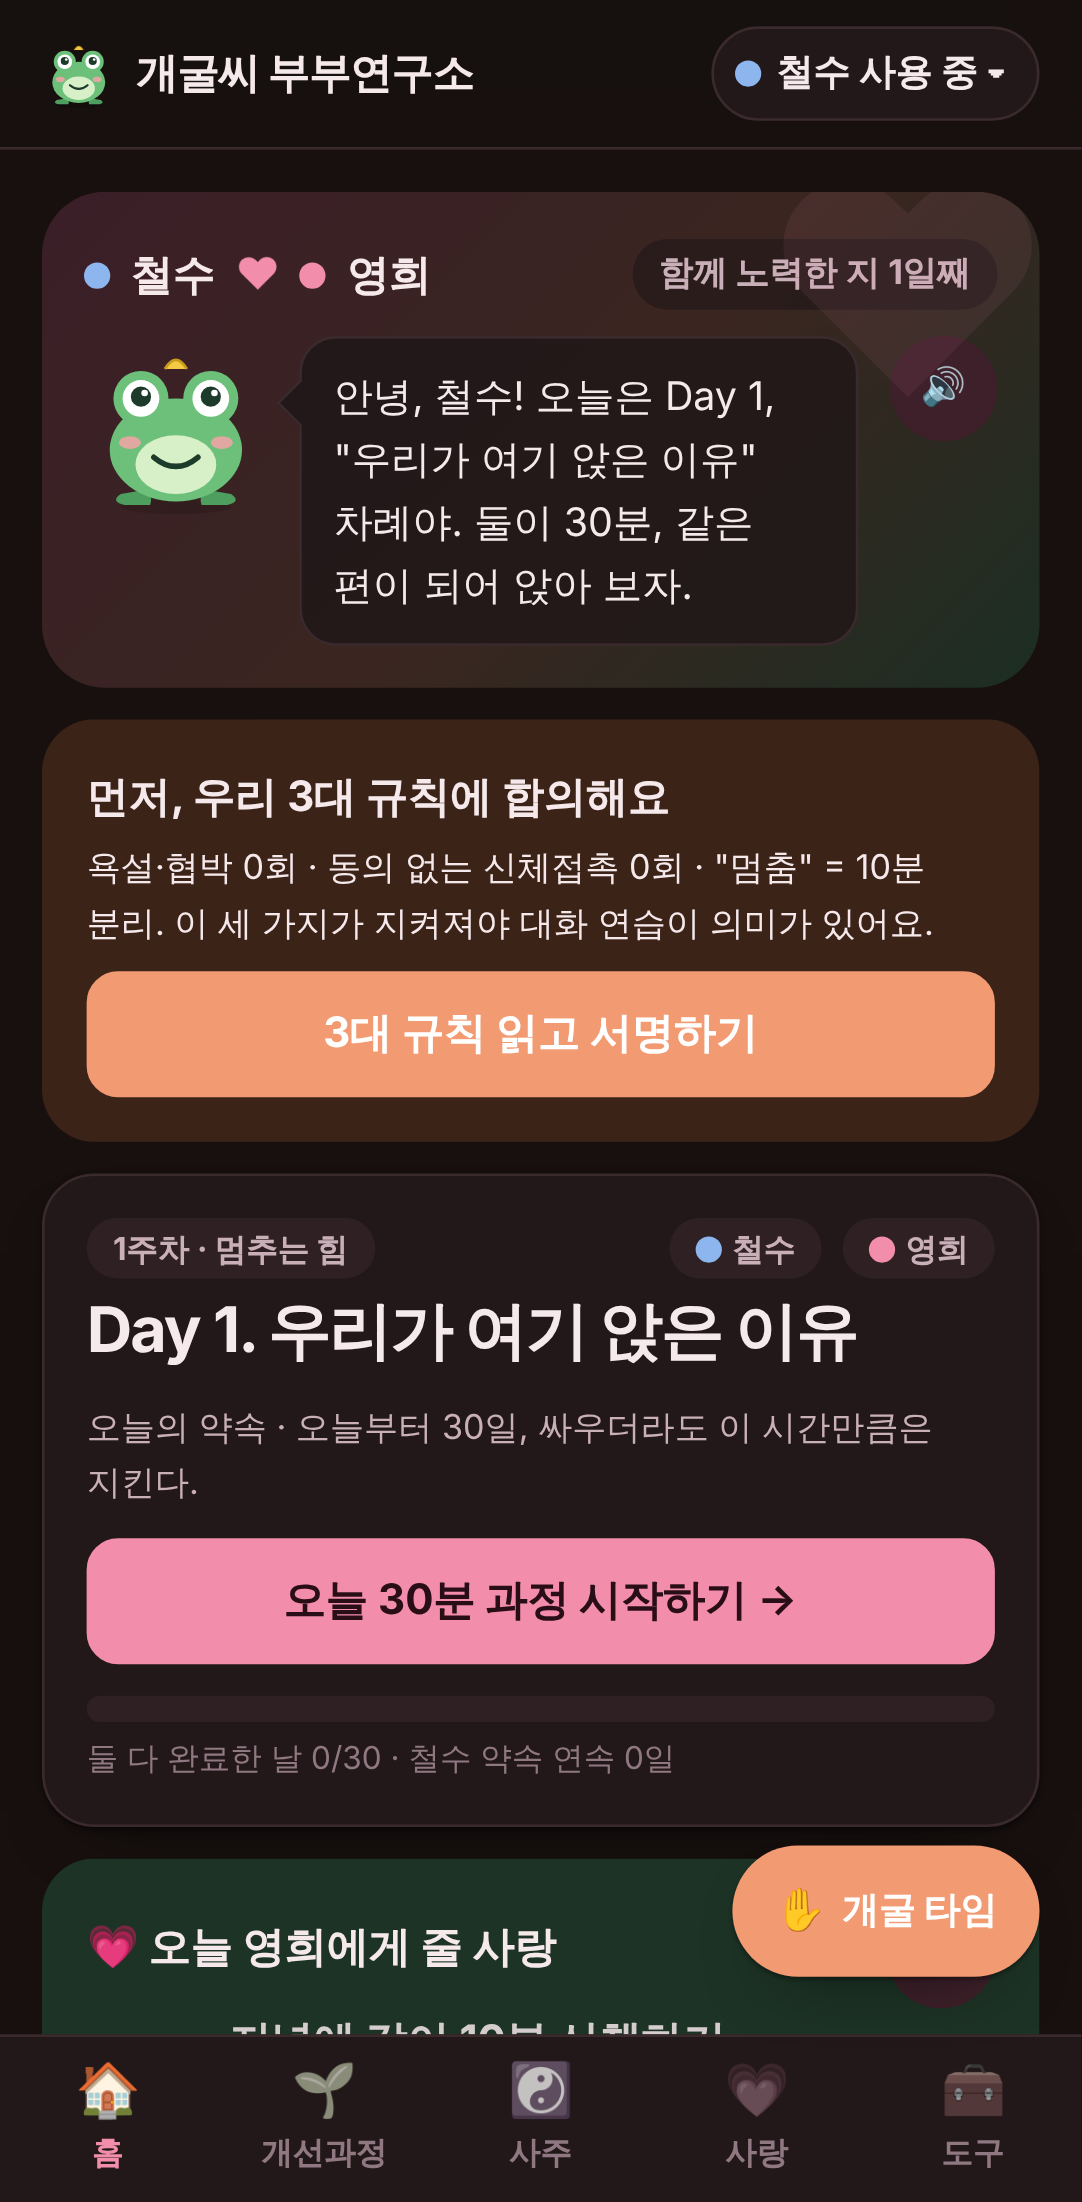 개굴씨 부부연구소
철수 사용 중
철수 영희
함께 노력한 지 1일째
안녕, 철수! 오늘은 Day 1,
"우리가 여기 앉은 이유"
차례야. 둘이 30분, 같은
편이 되어 앉아 보자.
먼저, 우리 3대 규칙에 합의해요
욕설·협박 0회 · 동의 없는 신체접촉 0회 · "멈춤" = 10분
분리. 이 세 가지가 지켜져야 대화 연습이 의미가 있어요.
3대 규칙 읽고 서명하기
1주차 · 멈추는 힘
철수
영희
Day 1. 우리가 여기 앉은 이유
오늘의 약속 · 오늘부터 30일, 싸우더라도 이 시간만큼은
지킨다.
오늘 30분 과정 시작하기 →
둘 다 완료한 날 0/30 · 철수 약속 연속 0일
개굴 타임
오늘 영희에게 줄 사랑
홈
개선과정
사주
사랑
도구